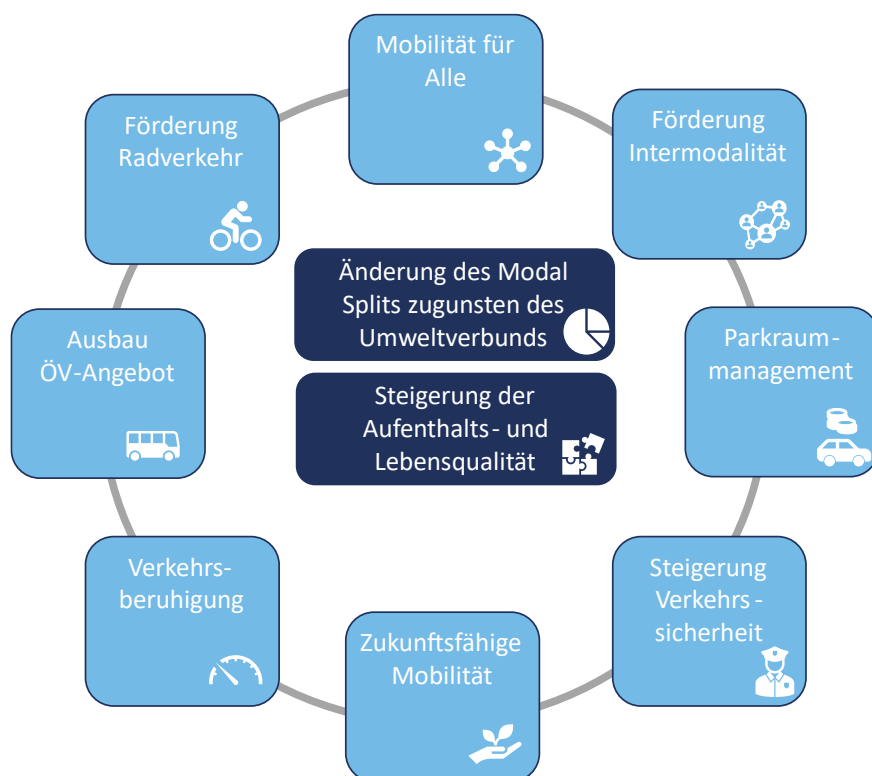 Mobilität für
Alle
Förderung
Radverkehr
Förderung
Intermodalität
Änderung des Modal
Splits zugunsten des
Umweltverbunds
Ausbau
ÖV-Angebot
Parkraum-
management
Steigerung der
Aufenthalts- und
Lebensqualität
Verkehrs-
beruhigung
Steigerung
Verkehrs-
sicherheit
Zukunftsfähige
Mobilität